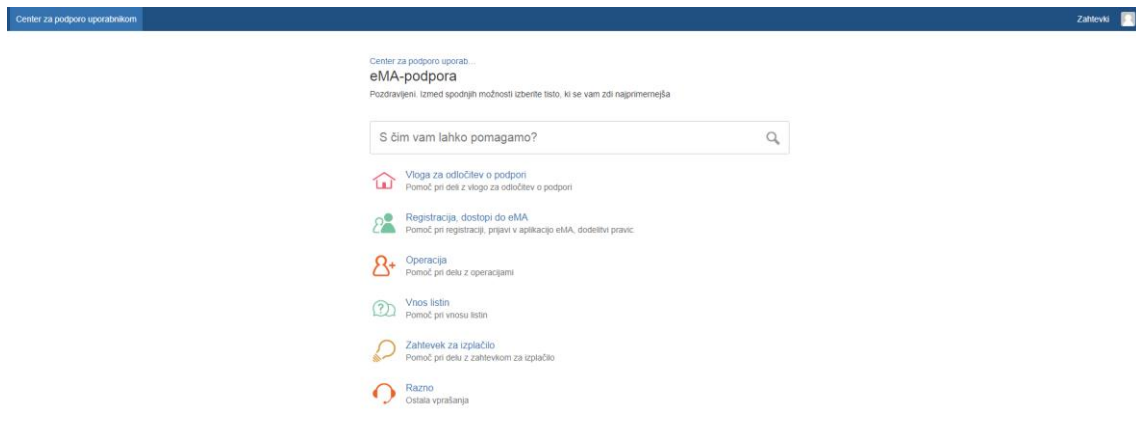 Center za podporo uporabnikom
Zahtevki
Center za podporo uporab...
eMA-podpora
Pozdravljeni. Izmed spodnjih možnosti izberite tisto, ki se vam zdi najprimernejša
S čim vam lahko pomagamo?
Vloga za odločitev o podpori
Pomoč pri deli z vlogo za odločitev o podpori
Registracija, dostopi do eMA
Pomoč pri registraciji, prijavi v aplikacijo eMA, dodelitvi pravic
Operacija
Pomoč pri delu z operacijami
Vnos listin
Pomoč pri vnosu listin
Zahtevek za izplačilo
Pomoč pri delu z zahtevkom za izplačilo
Razno
Ostala vprašanja